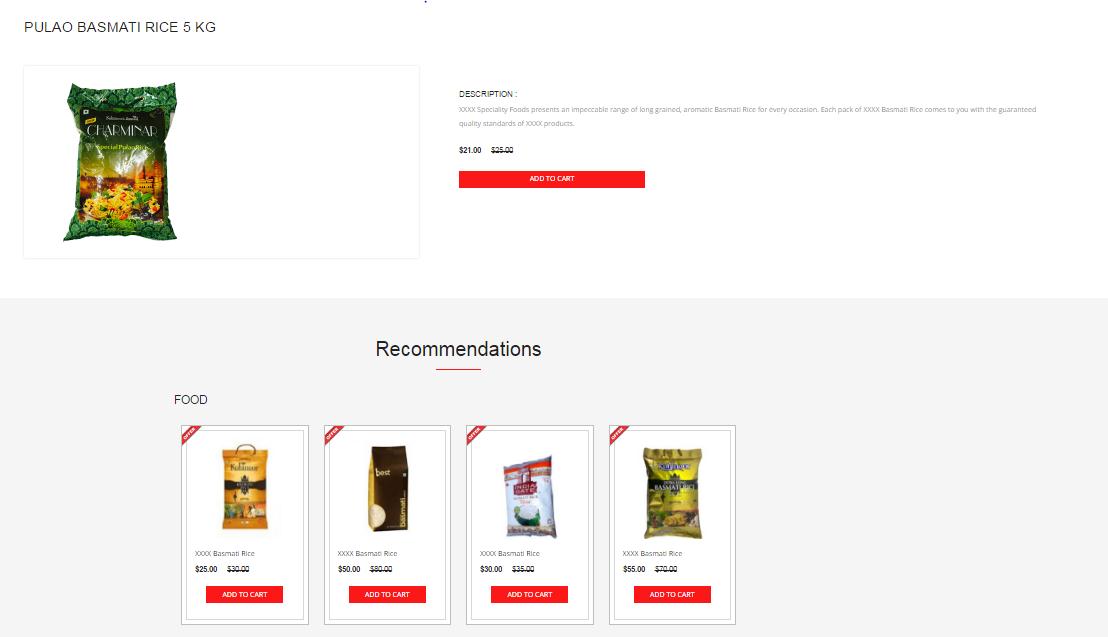 PULAO BASMATI RICE 5 KG
CHARMINAR
Special Pulao Rice
DESCRIPTION :
XXXX Speciality Foods presents an impeccable range of long grained, aromatic Basmati Rice for every occasion. Each pack of XXXX Basmati Rice comes to you with the guaranteed
quality standards of XXXX products.
$21.00 $25.00
ADD TO CART
Recommendations
FOOD
OFFER OFFER OFFER OFFER
best
basmati
INDIA
GATE
BASMATI RICE
XXXX Basmati Rice XXXX Basmati Rice XXXX Basmati Rice XXXX Basmati Rice
$25.00 $30.00 $50.00 $80.00 $30.00 $35.00 $55.00 $70.00
ADD TO CART ADD TO CART ADD TO CART ADD TO CART